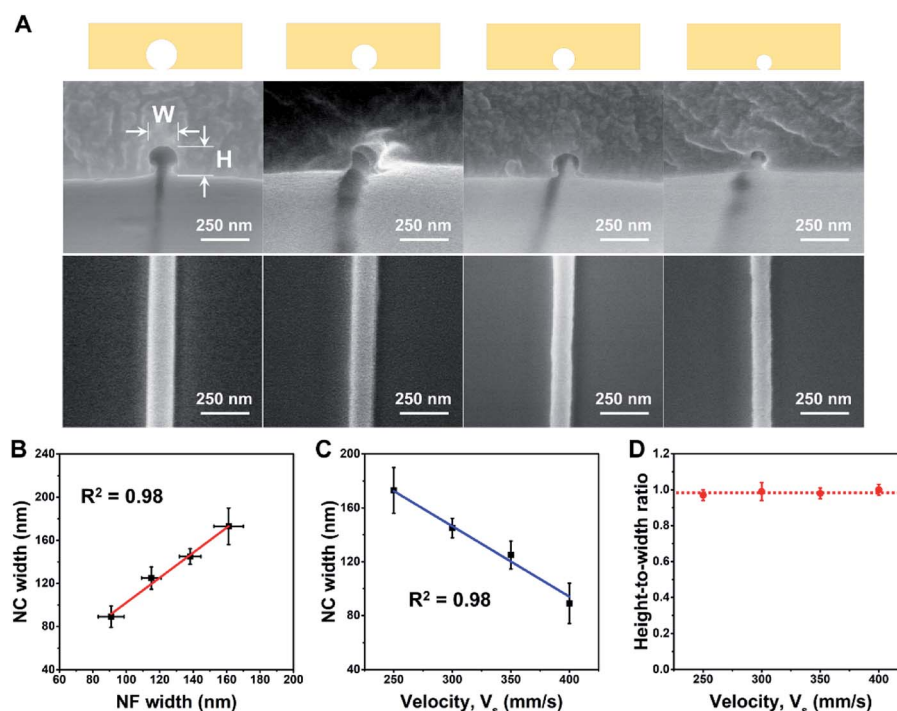 A
W
H
250 nm
250 nm
250 nm
250 nm
250 nm
250 nm
250 nm
250 nm
B
240
200
160
120
80
40
NC width (nm)
R² = 0.98
60 80 100 120 140 160 180 200
NF width (nm)
C
200
160
120
80
40
NC width (nm)
R² = 0.98
250 300 350 400
Velocity, Vₛ (mm/s)
D
1.2
1.0
0.8
0.6
0.4
0.2
0.0
Height-to-width ratio
250 300 350 400
Velocity, Vₛ (mm/s)